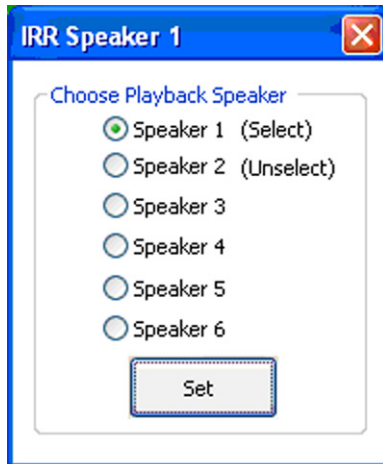 IRR Speaker 1
Choose Playback Speaker
Speaker 1 (Select)
Speaker 2 (Unselect)
Speaker 3
Speaker 4
Speaker 5
Speaker 6
Set